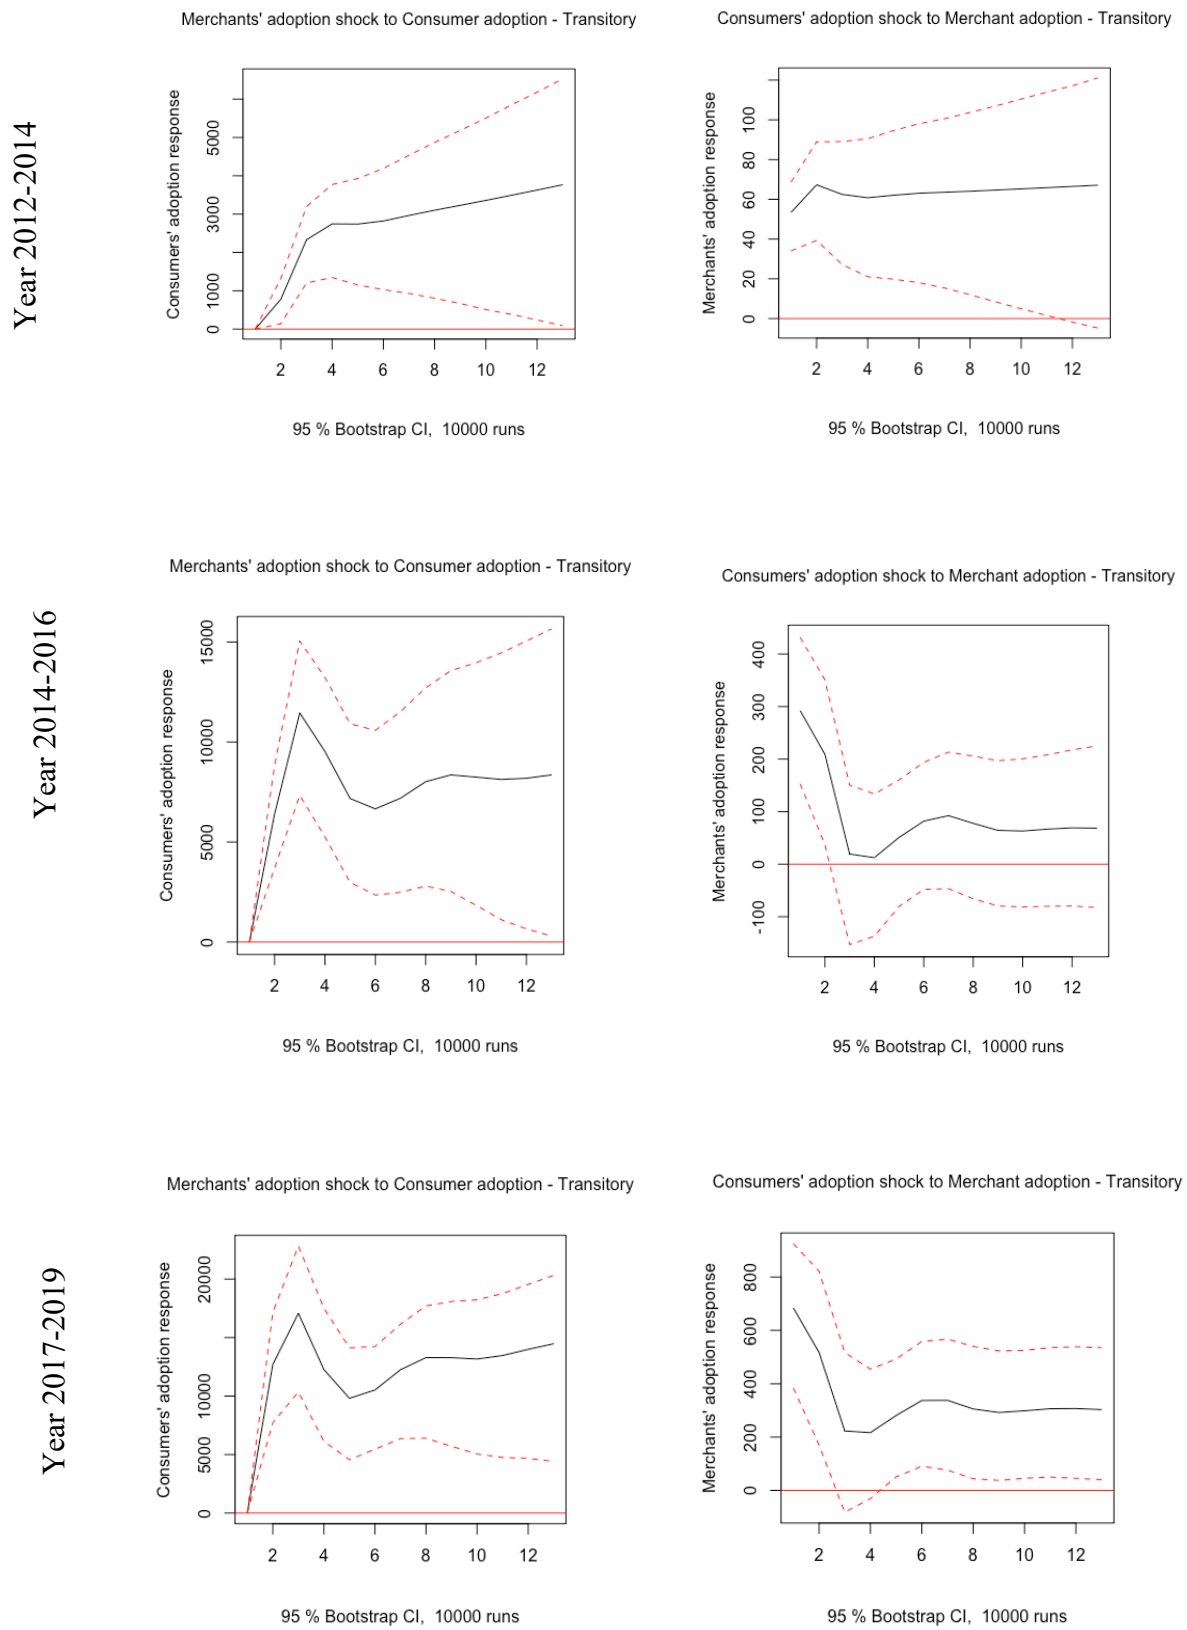 Merchants' adoption shock to Consumer adoption - Transitory
Consumers' adoption shock to Merchant adoption - Transitory
Year 2012-2014
Consumers' adoption response
0 1000 3000 5000
2 4 6 8 10 12
95 % Bootstrap CI, 10000 runs
Merchants' adoption response
0 20 40 60 80 100
2 4 6 8 10 12
95 % Bootstrap CI, 10000 runs
Merchants' adoption shock to Consumer adoption - Transitory
Consumers' adoption shock to Merchant adoption - Transitory
Year 2014-2016
Consumers' adoption response
0 5000 10000 15000
2 4 6 8 10 12
95 % Bootstrap CI, 10000 runs
Merchants' adoption response
-100 0 100 200 300 400
2 4 6 8 10 12
95 % Bootstrap CI, 10000 runs
Merchants' adoption shock to Consumer adoption - Transitory
Consumers' adoption shock to Merchant adoption - Transitory
Year 2017-2019
Consumers' adoption response
0 5000 10000 20000
2 4 6 8 10 12
95 % Bootstrap CI, 10000 runs
Merchants' adoption response
0 200 400 600 800
2 4 6 8 10 12
95 % Bootstrap CI, 10000 runs